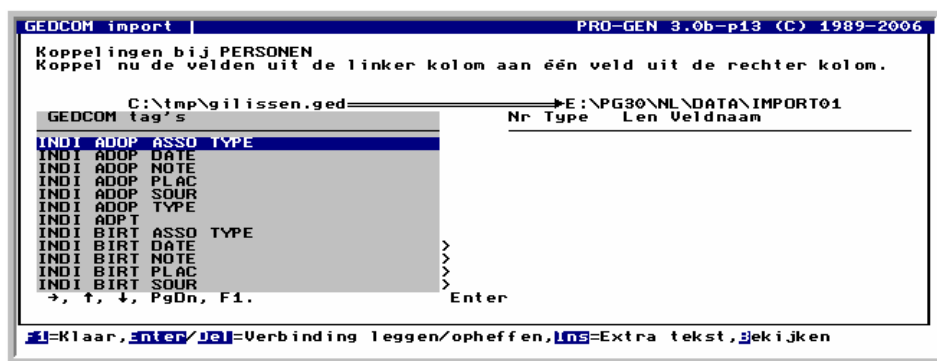 GEDCOM import PRO-GEN 3.0b-p13 (C) 1989-2006
Koppelingen bij PERSONEN
Koppel nu de velden uit de linker kolom aan één veld uit de rechter kolom.
C:\tmp\gilissen.ged E:\PG30\NL\DATA\IMPORT01
GEDCOM tag's Nr Type Len Veldnaam
INDI ADOP ASSO TYPE
INDI ADOP DATE
INDI ADOP NOTE
INDI ADOP PLAC
INDI ADOP SOUR
INDI ADOP TYPE
INDI ADPT
INDI BIRT ASSO TYPE
INDI BIRT DATE >
INDI BIRT NOTE >
INDI BIRT PLAC >
INDI BIRT SOUR >
→, ↑, ↓, PgDn, F1. Enter
F1=Klaar,Enter/Del=Verbinding leggen/opheffen,Ins=Extra tekst,Bekijken